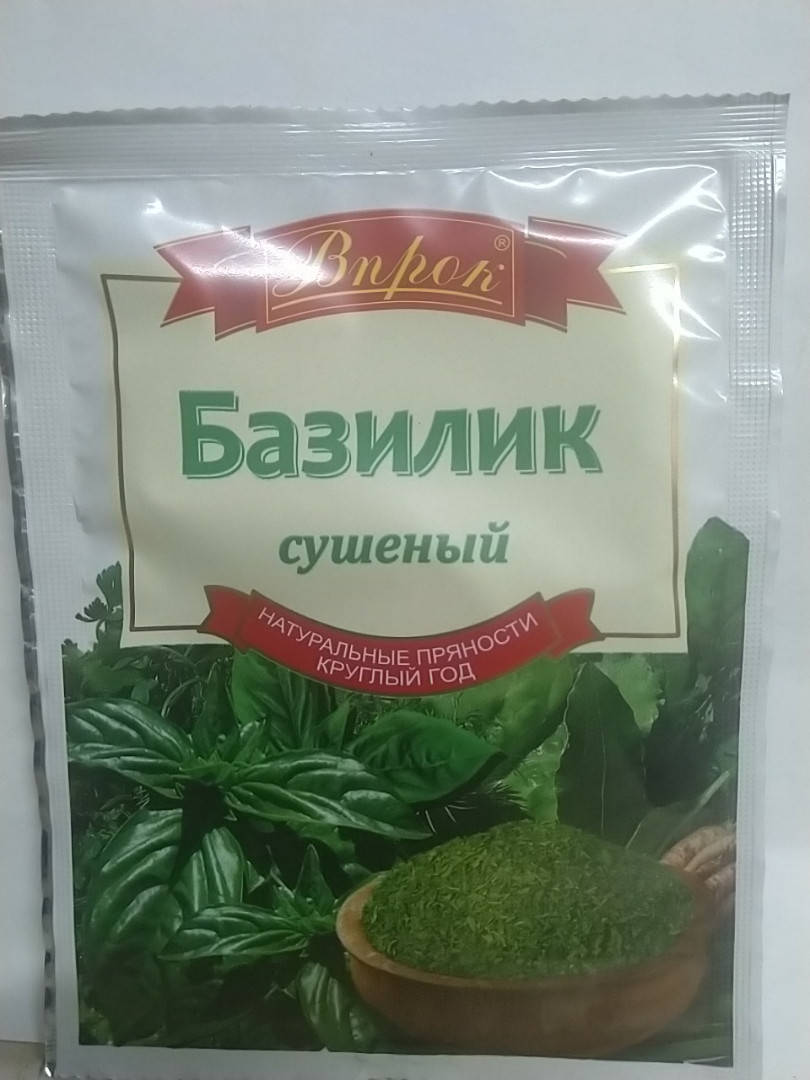 Впрок®
Базилик
сушеный
НАТУРАЛЬНЫЕ ПРЯНОСТИ
КРУГЛЫЙ ГОД